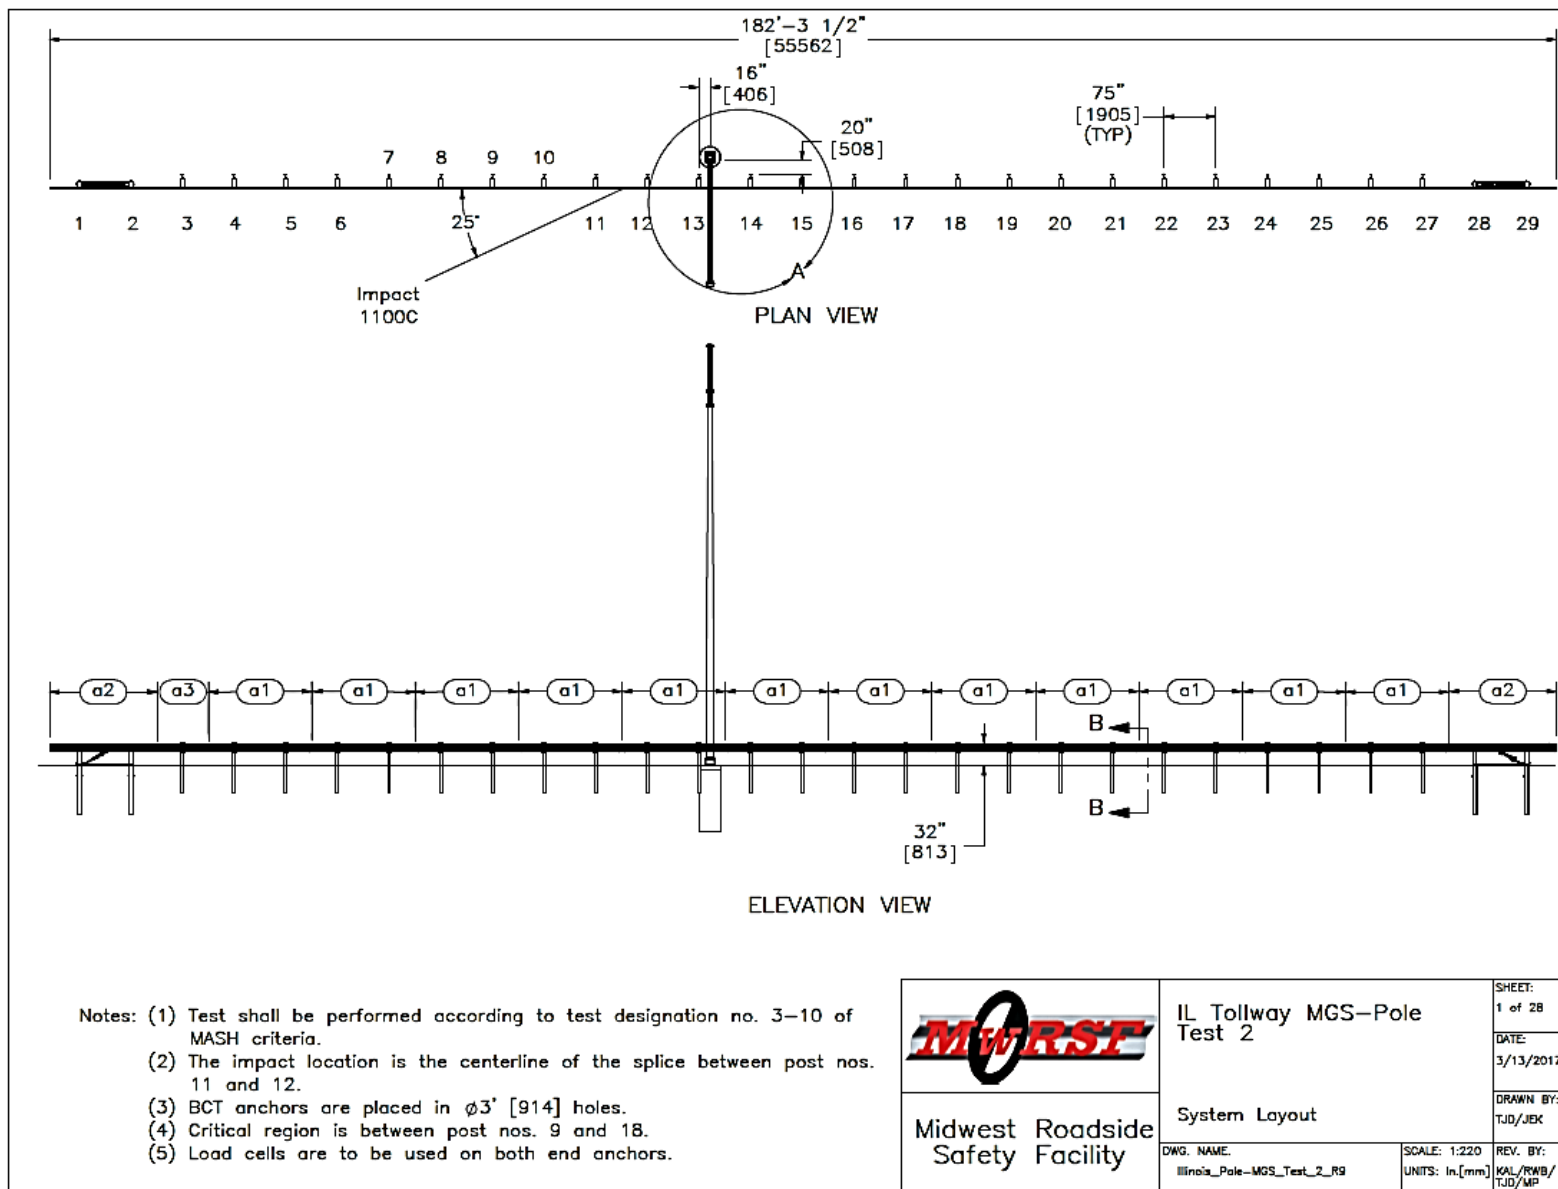 182'-3 1/2"
[55562]
16"
[406]
75"
[1905]
(TYP)
20"
[508]
7 8 9 10
1 2 3 4 5 6 25° 11 12 13 14 15 16 17 18 19 20 21 22 23 24 25 26 27 28 29
A
Impact
1100C
PLAN VIEW
a2 a3 a1 a1 a1 a1 a1 a1 a1 a1 a1 a1 a1 a1 a2
B
B
32"
[813]
ELEVATION VIEW
Notes: (1) Test shall be performed according to test designation no. 3-10 of
MASH criteria.
(2) The impact location is the centerline of the splice between post nos.
11 and 12.
(3) BCT anchors are placed in ø3' [914] holes.
(4) Critical region is between post nos. 9 and 18.
(5) Load cells are to be used on both end anchors.
MwRSF
Midwest Roadside
Safety Facility
IL Tollway MGS-Pole
Test 2
System Layout
SHEET:
1 of 28
DATE:
3/13/2017
DRAWN BY:
TJD/JEK
DWG. NAME.
Illinois_Pole-MGS_Test_2_R9
SCALE: 1:220
UNITS: In.[mm]
REV. BY:
KAL/RWB/
TJD/MP